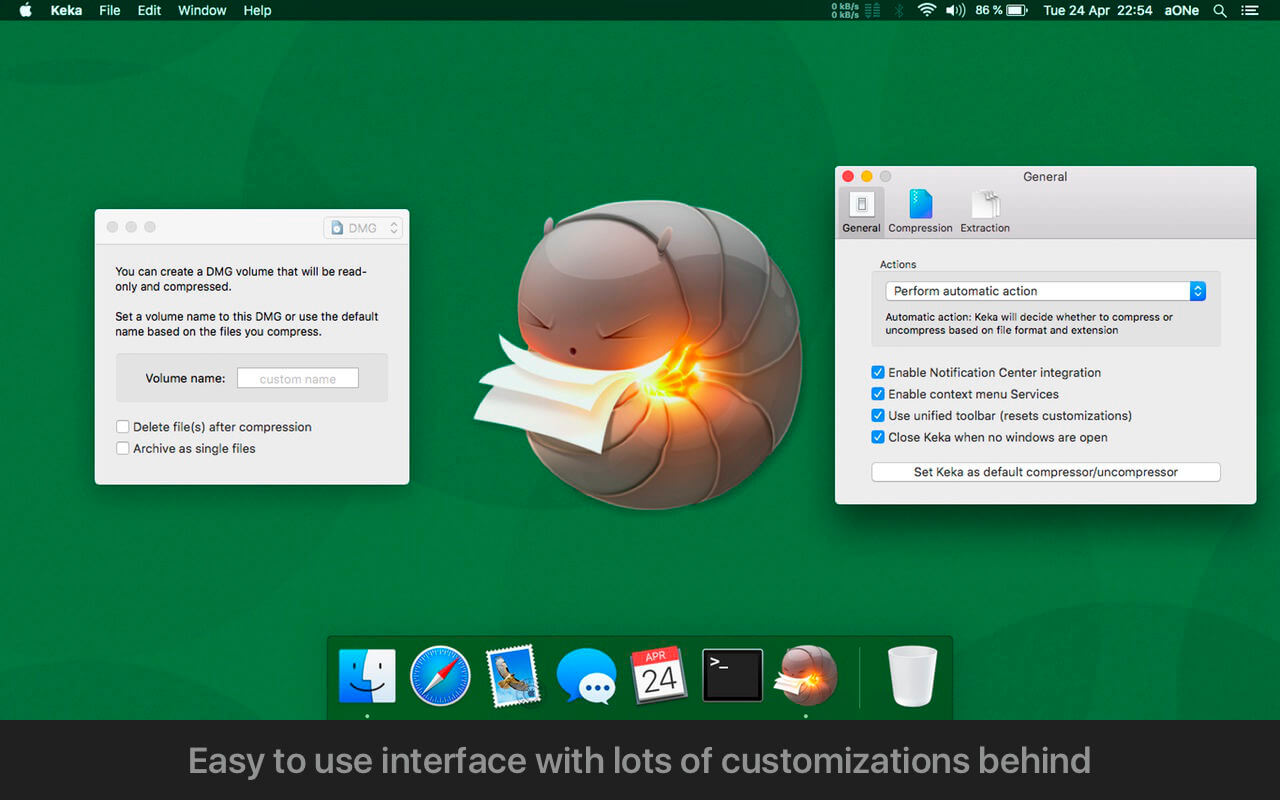 Keka File Edit Window Help
0 kB/s
0 kB/s
86 % Tue 24 Apr 22:54 aONe
DMG
You can create a DMG volume that will be read-
only and compressed.
Set a volume name to this DMG or use the default
name based on the files you compress.
Volume name: custom name
Delete file(s) after compression
Archive as single files
General
General Compression Extraction
Actions
Perform automatic action
Automatic action: Keka will decide whether to compress or
uncompress based on file format and extension
Enable Notification Center integration
Enable context menu Services
Use unified toolbar (resets customizations)
Close Keka when no windows are open
Set Keka as default compressor/uncompressor
APR
24
>_
Easy to use interface with lots of customizations behind